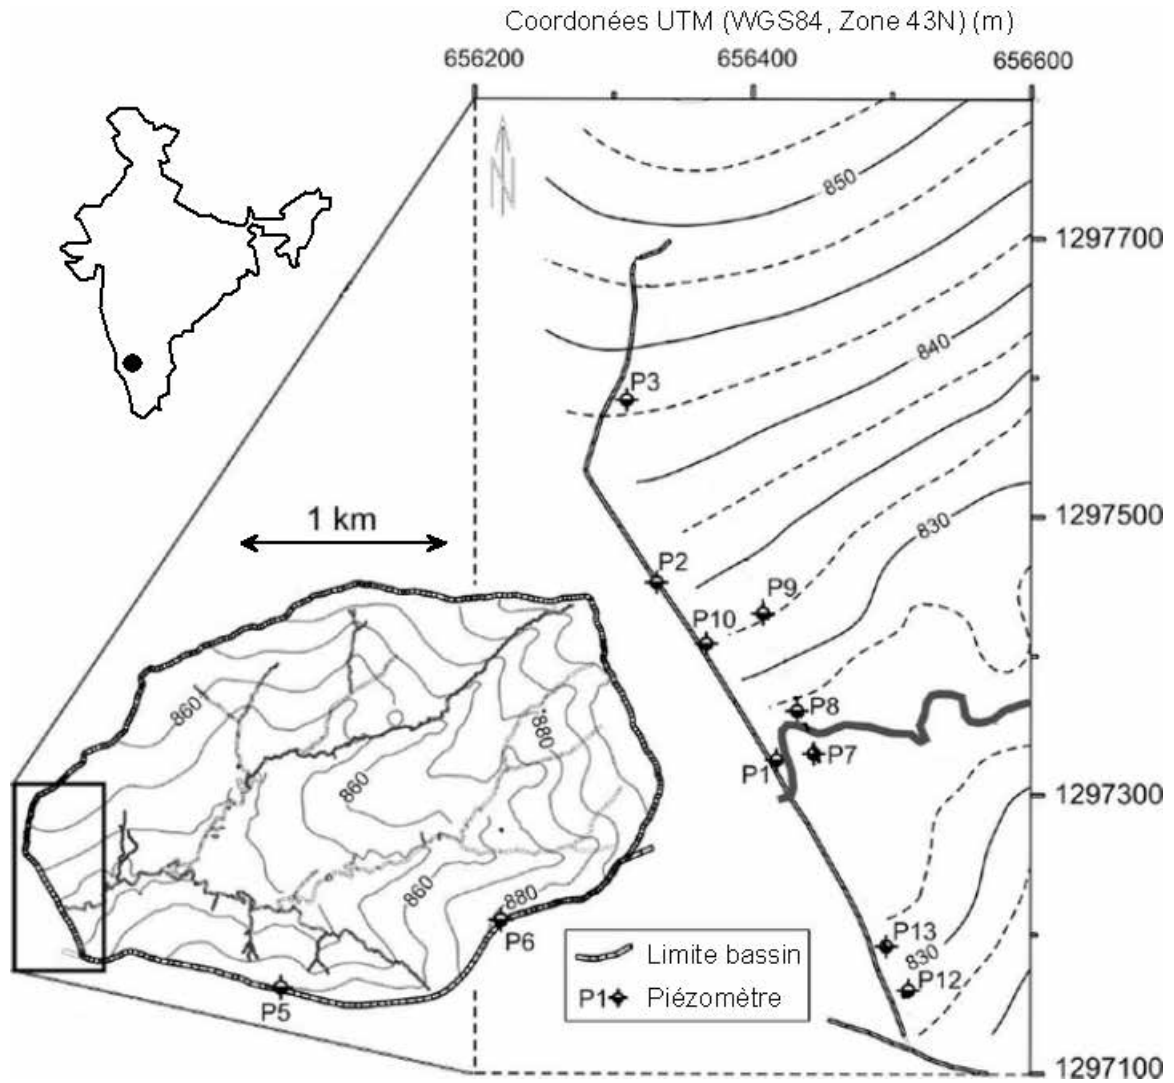 Coordonées UTM (WGS84, Zone 43N) (m)
656200 656400 656600
N
850
1297700
840
P3
1 km
1297500
830
P2
P9
P10
860
880
P8
P1
P7
860
1297300
860
880
P6
P13
830
P12
Limite bassin
P1 Piézomètre
P5
1297100